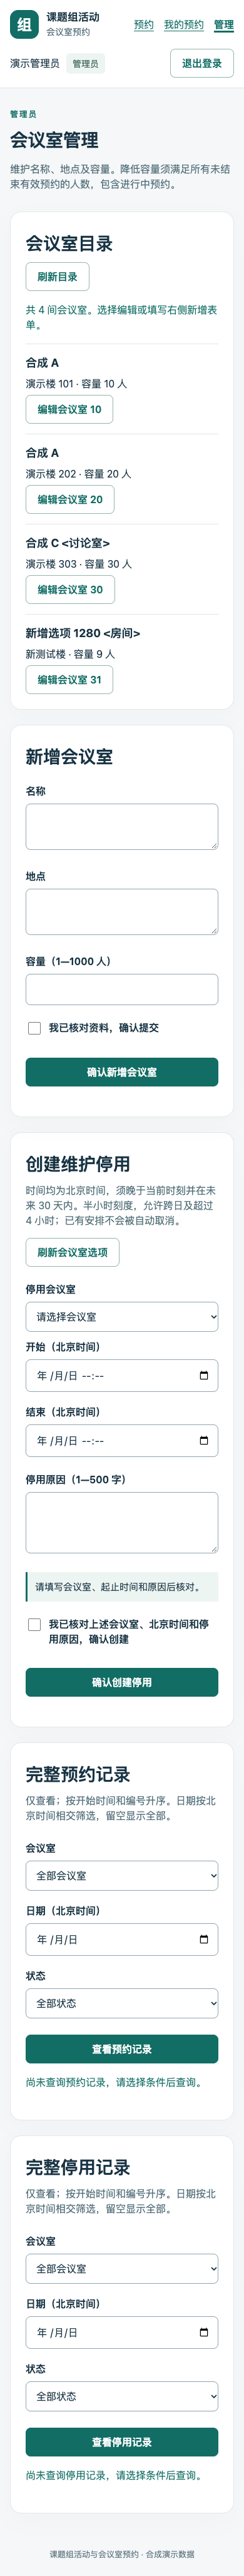 组
课题组活动
会议室预约
预约
我的预约
管理
演示管理员
管理员
退出登录
管理员
会议室管理
维护名称、地点及容量。降低容量须满足所有未结
束有效预约的人数，包含进行中预约。
会议室目录
刷新目录
共 4 间会议室。选择编辑或填写右侧新增表
单。
合成 A
演示楼 101 · 容量 10 人
编辑会议室 10
合成 A
演示楼 202 · 容量 20 人
编辑会议室 20
合成 C <讨论室>
演示楼 303 · 容量 30 人
编辑会议室 30
新增选项 1280 <房间>
新测试楼 · 容量 9 人
编辑会议室 31
新增会议室
名称
地点
容量（1—1000 人）
我已核对资料，确认提交
确认新增会议室
创建维护停用
时间均为北京时间，须晚于当前时刻并在未
来 30 天内。半小时刻度，允许跨日及超过
4 小时；已有安排不会被自动取消。
刷新会议室选项
停用会议室
请选择会议室
开始（北京时间）
年 /月/日 --:--
结束（北京时间）
年 /月/日 --:--
停用原因（1—500 字）
请填写会议室、起止时间和原因后核对。
我已核对上述会议室、北京时间和停
用原因，确认创建
确认创建停用
完整预约记录
仅查看；按开始时间和编号升序。日期按北
京时间相交筛选，留空显示全部。
会议室
全部会议室
日期（北京时间）
年 /月/日
状态
全部状态
查看预约记录
尚未查询预约记录，请选择条件后查询。
完整停用记录
仅查看；按开始时间和编号升序。日期按北
京时间相交筛选，留空显示全部。
会议室
全部会议室
日期（北京时间）
年 /月/日
状态
全部状态
查看停用记录
尚未查询停用记录，请选择条件后查询。
课题组活动与会议室预约 · 合成演示数据